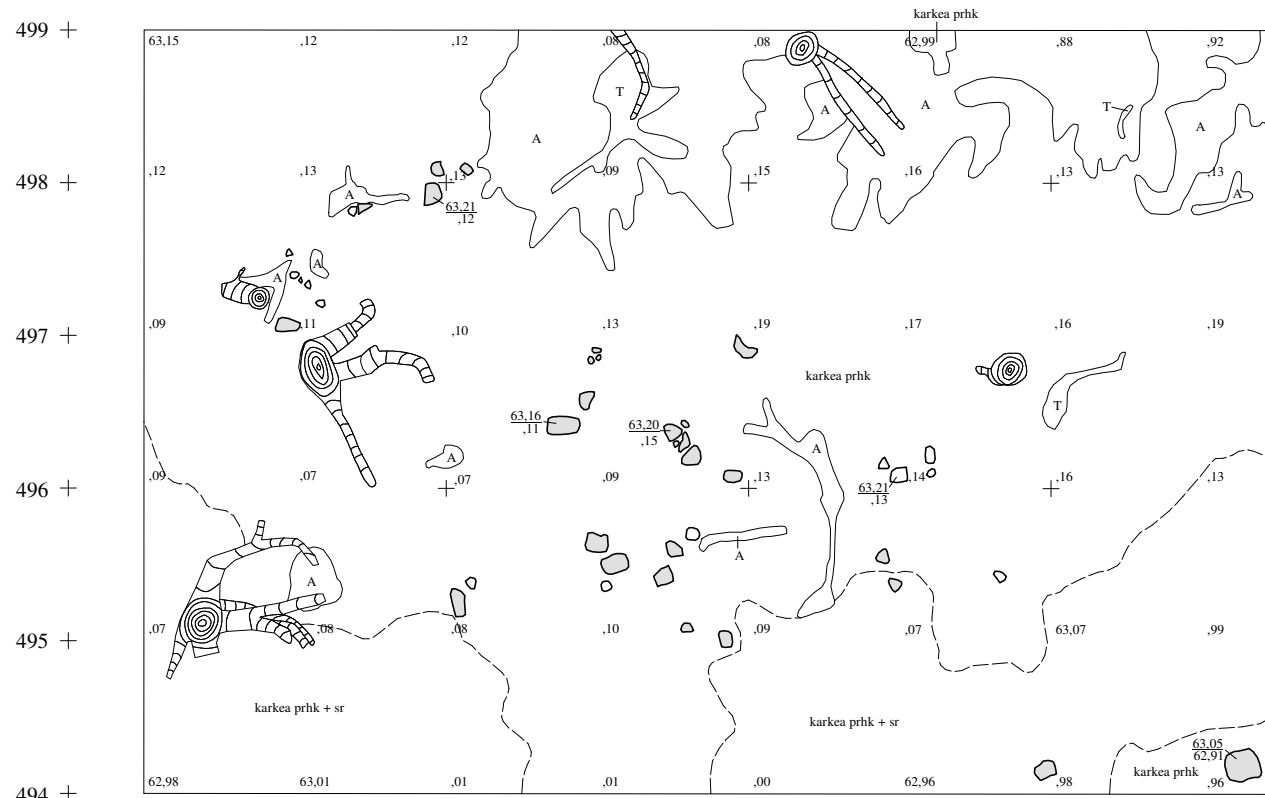 karkea prhk
499
63,15 ,12 ,12 ,08 ,08 62,99 ,88 ,92
T
A
A
A
T
A
498
,12 ,13 ,13 ,09 ,15 ,16 ,13 ,13
A
63,21
,12
A
A
A
497
,09 ,11 ,10 ,13 ,19 ,17 ,16 ,19
karkea prhk
T
63,16
,11
63,20
,15
A
A
496
,09 ,07 ,07 ,09 ,13 ,14 ,16 ,13
63,21
,13
A
A
495
,07 ,08 ,08 ,10 ,09 ,07 63,07 ,99
karkea prhk + sr
karkea prhk + sr
63,05
62,91
karkea prhk
494
62,98 63,01 ,01 ,01 ,00 62,96 ,98 ,96